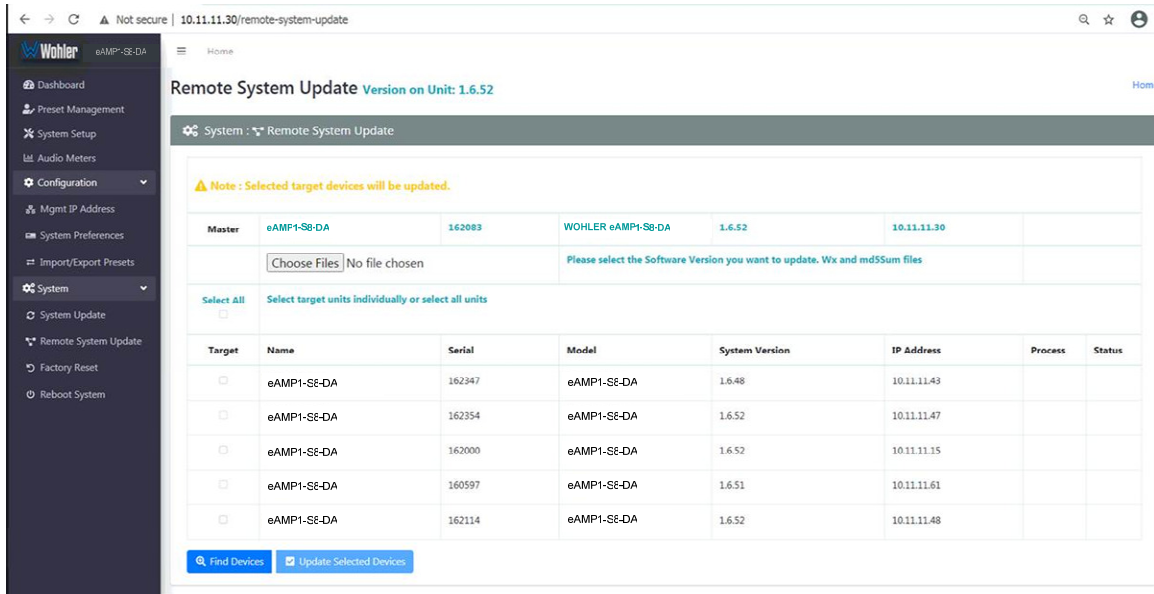 Not secure | 10.11.11.30/remote-system-update
Wohler eAMP1-S8-DA
Home
Dashboard
Preset Management
System Setup
Audio Meters
Configuration
Mgmt IP Address
System Preferences
Import/Export Presets
System
System Update
Remote System Update
Factory Reset
Reboot System
Remote System Update Version on Unit: 1.6.52
Hom
System : Remote System Update
Note : Selected target devices will be updated.
Master eAMP1-S8-DA 162083 WOHLER eAMP1-S8-DA 1.6.52 10.11.11.30
Choose Files No file chosen Please select the Software Version you want to update. Wx and md5Sum files
Select All Select target units individually or select all units
Target Name Serial Model System Version IP Address Process Status
eAMP1-S8-DA 162347 eAMP1-S8-DA 1.6.48 10.11.11.43
eAMP1-S8-DA 162354 eAMP1-S8-DA 1.6.52 10.11.11.47
eAMP1-S8-DA 162000 eAMP1-S8-DA 1.6.52 10.11.11.15
eAMP1-S8-DA 160597 eAMP1-S8-DA 1.6.51 10.11.11.61
eAMP1-S8-DA 162114 eAMP1-S8-DA 1.6.52 10.11.11.48
Find Devices Update Selected Devices